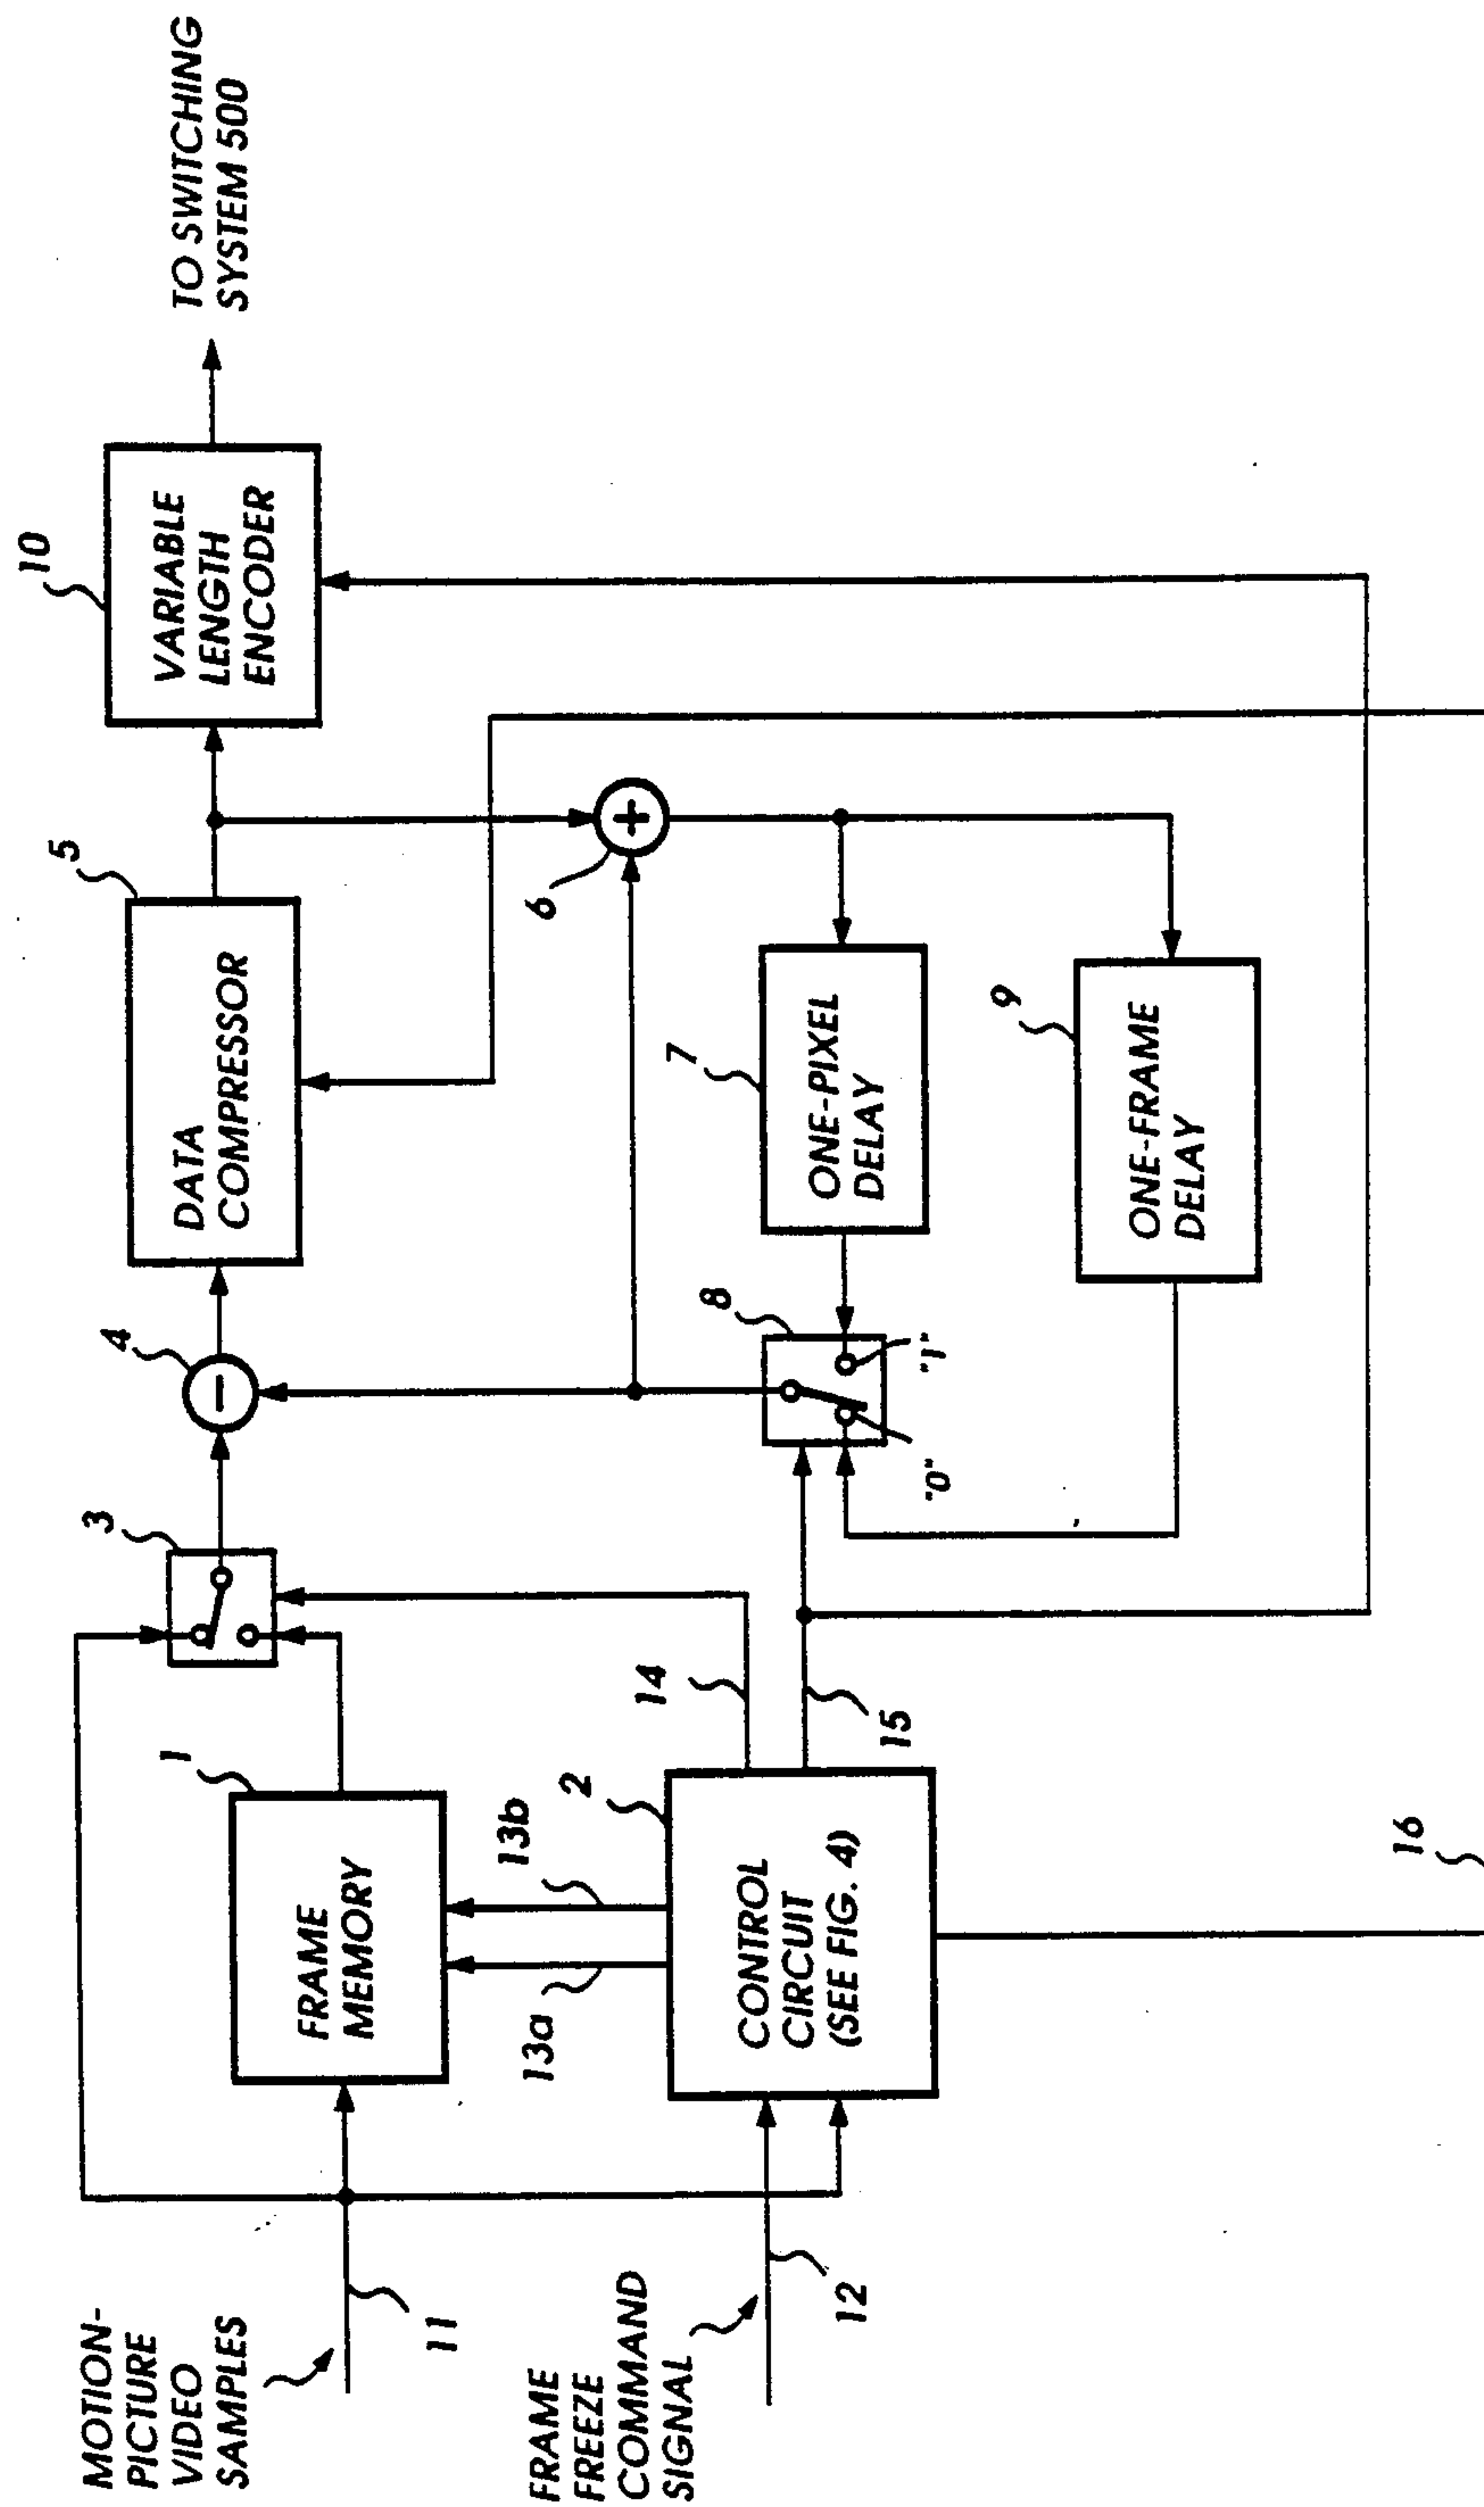 MOTION-
PICTURE
VIDEO
SAMPLES
11
FRAME
FREEZE
COMMAND
SIGNAL
12
1
FRAME
MEMORY
13a
13b
2
CONTROL
CIRCUIT
(SEE FIG. 4)
14
15
16
3
4
5
DATA
COMPRESSOR
6
+
−
7
ONE-PIXEL
DELAY
8
"1"
"0"
9
ONE-FRAME
DELAY
10
VARIABLE
LENGTH
ENCODER
TO SWITCHING
SYSTEM 500